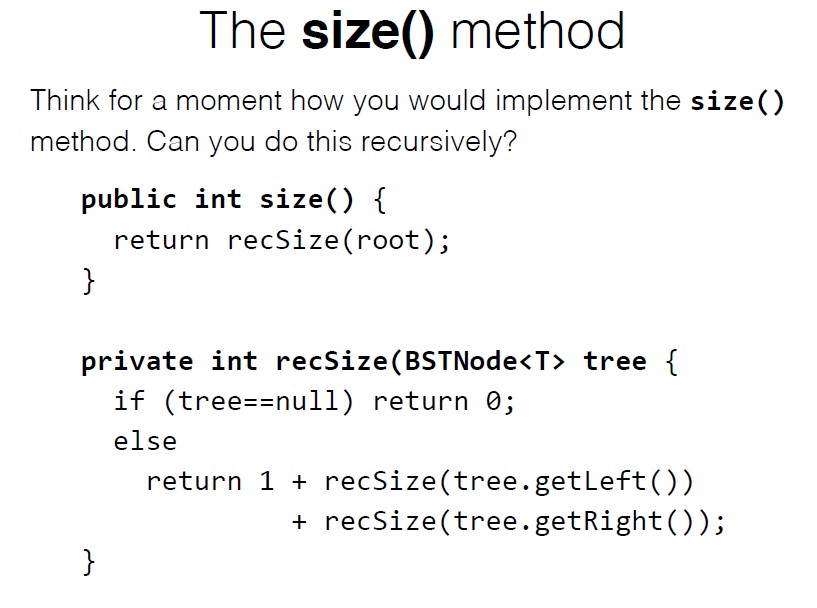 The size() method
Think for a moment how you would implement the size()
method. Can you do this recursively?
public int size() {
return recSize(root);
}
private int recSize(BSTNode<T> tree {
if (tree==null) return 0;
else
return 1 + recSize(tree.getLeft())
+ recSize(tree.getRight());
}